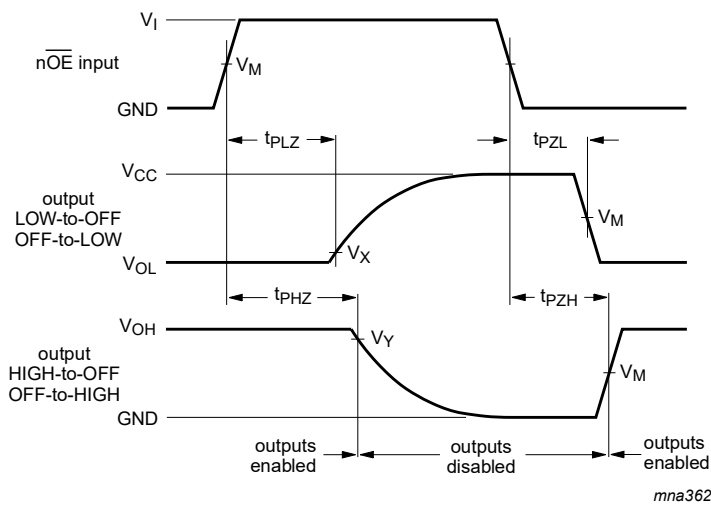 V_I
nOE input
V_M
GND
t_PLZ
t_PZL
V_CC
output
LOW-to-OFF
OFF-to-LOW
V_M
V_X
V_OL
t_PHZ
t_PZH
V_OH
V_Y
output
HIGH-to-OFF
OFF-to-HIGH
V_M
GND
outputs
enabled
outputs
disabled
outputs
enabled
mna362